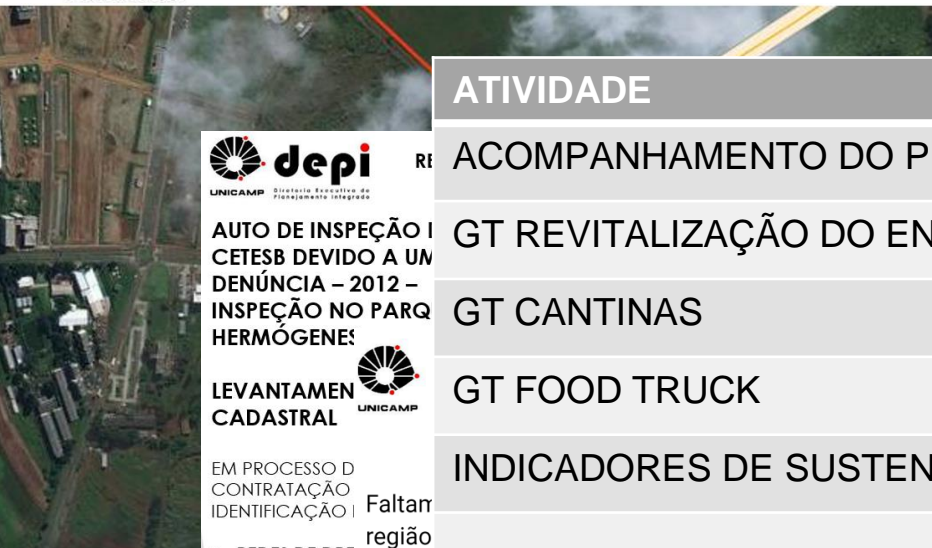 depi
UNICAMP
Diretoria Executiva de
Planejamento Integrado
AUTO DE INSPEÇÃO
CETESB DEVIDO A UM
DENÚNCIA – 2012 –
INSPEÇÃO NO PARQ
HERMÓGENES
LEVANTAMEN
CADASTRAL
EM PROCESSO D
CONTRATAÇÃO
IDENTIFICAÇÃO
UNICAMP
Faltam
região
ATIVIDADE
ACOMPANHAMENTO DO P
GT REVITALIZAÇÃO DO EN
GT CANTINAS
GT FOOD TRUCK
INDICADORES DE SUSTEN